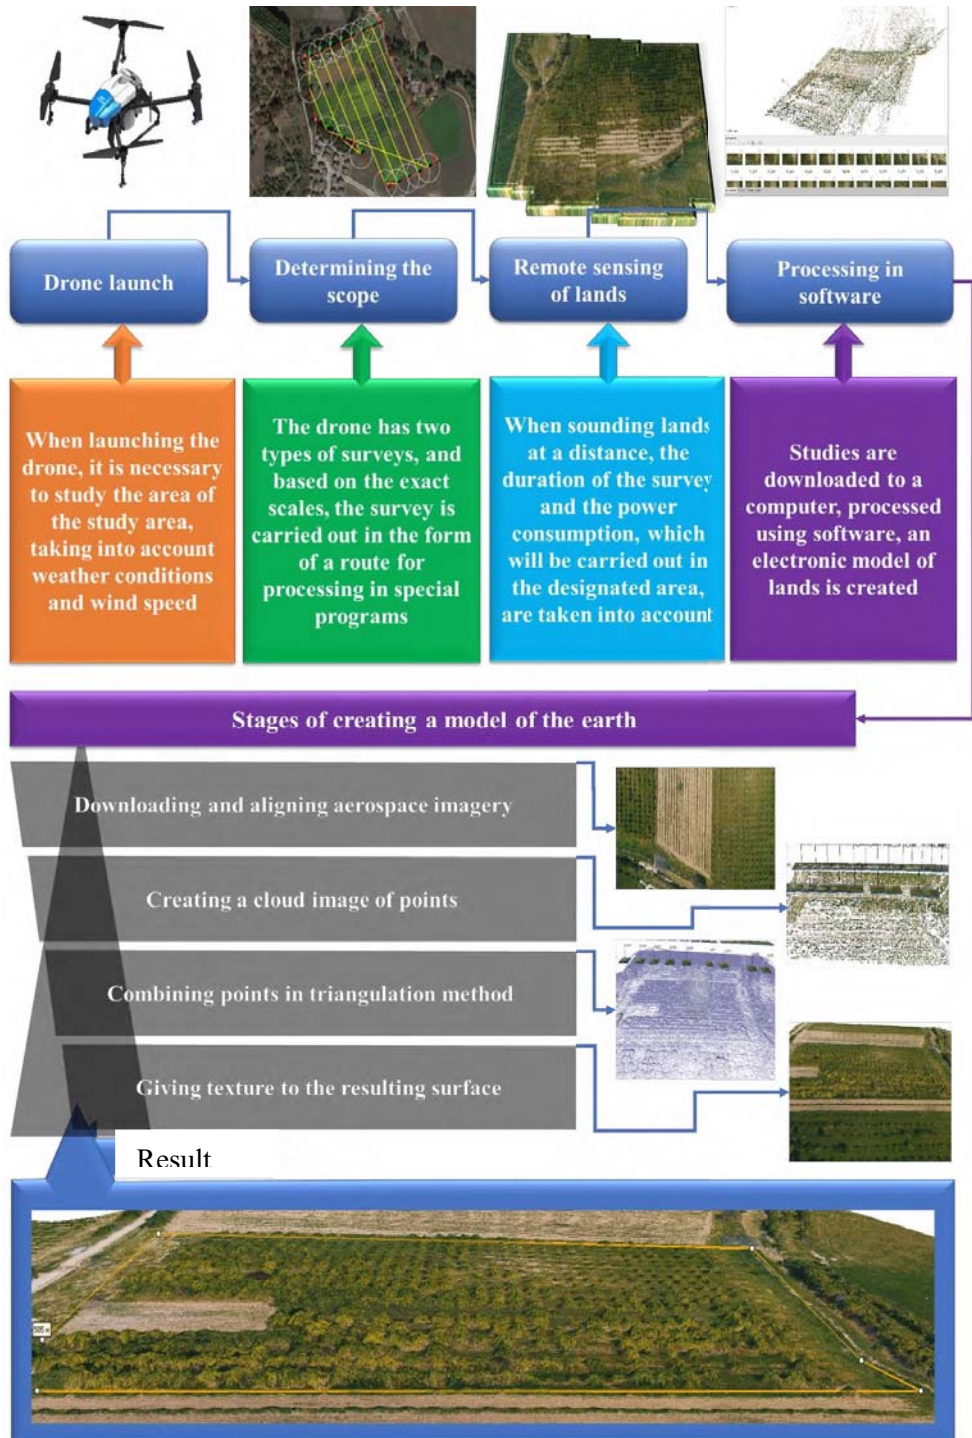 Drone launch
Determining the
scope
Remote sensing
of lands
Processing in
software
When launching the
drone, it is necessary
to study the area of
the study area,
taking into account
weather conditions
and wind speed
The drone has two
types of surveys, and
based on the exact
scales, the survey is
carried out in the form
of a route for
processing in special
programs
When sounding lands
at a distance, the
duration of the survey
and the power
consumption, which
will be carried out in
the designated area,
are taken into account
Studies are
downloaded to a
computer, processed
using software, an
electronic model of
lands is created
Stages of creating a model of the earth
Downloading and aligning aerospace imagery
Creating a cloud image of points
Combining points in triangulation method
Giving texture to the resulting surface
Result